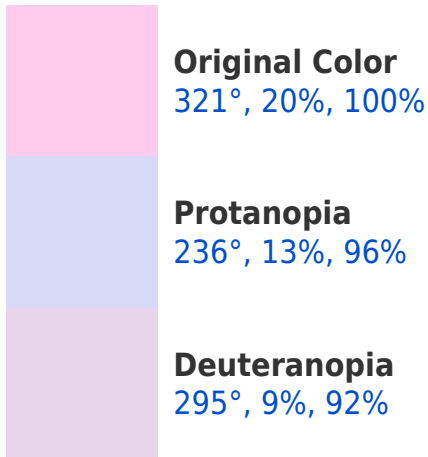 Original Color
321°, 20%, 100%
Protanopia
236°, 13%, 96%
Deuteranopia
295°, 9%, 92%